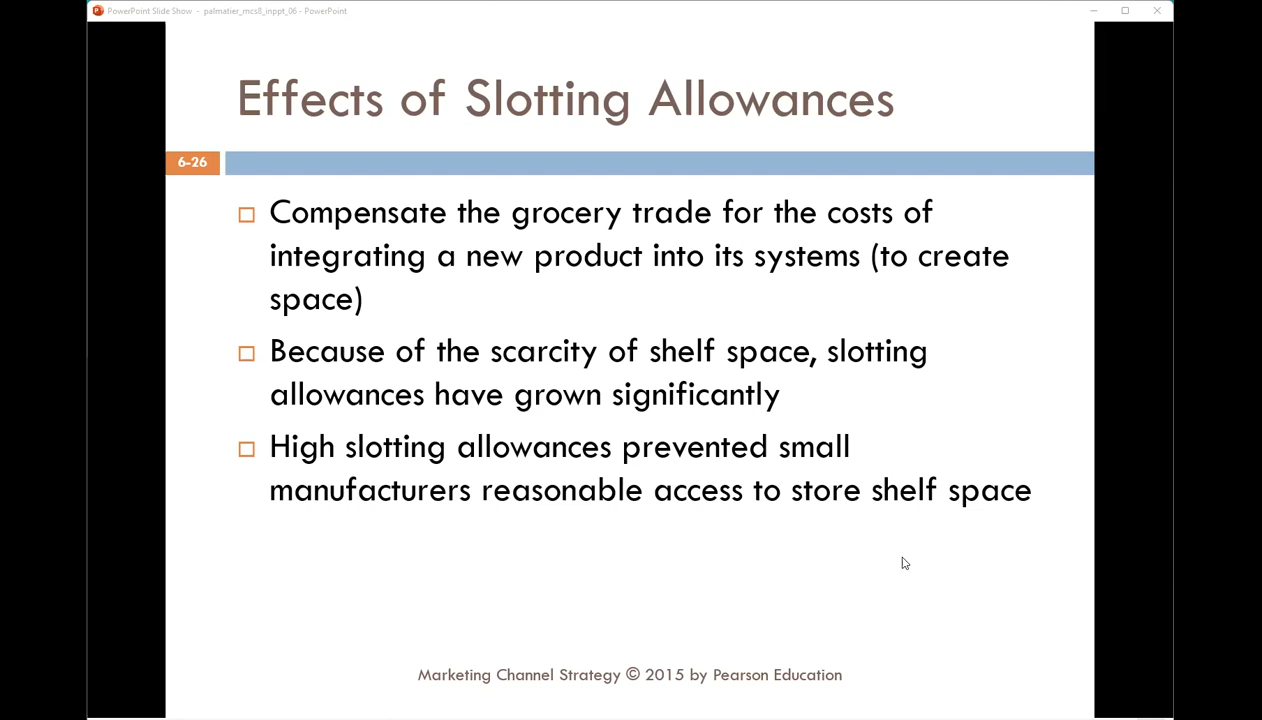 PowerPoint Slide Show - palmatier_mcs8_inppt_06 - PowerPoint
Effects of Slotting Allowances
6-26
Compensate the grocery trade for the costs of
integrating a new product into its systems (to create
space)
Because of the scarcity of shelf space, slotting
allowances have grown significantly
High slotting allowances prevented small
manufacturers reasonable access to store shelf space
Marketing Channel Strategy © 2015 by Pearson Education